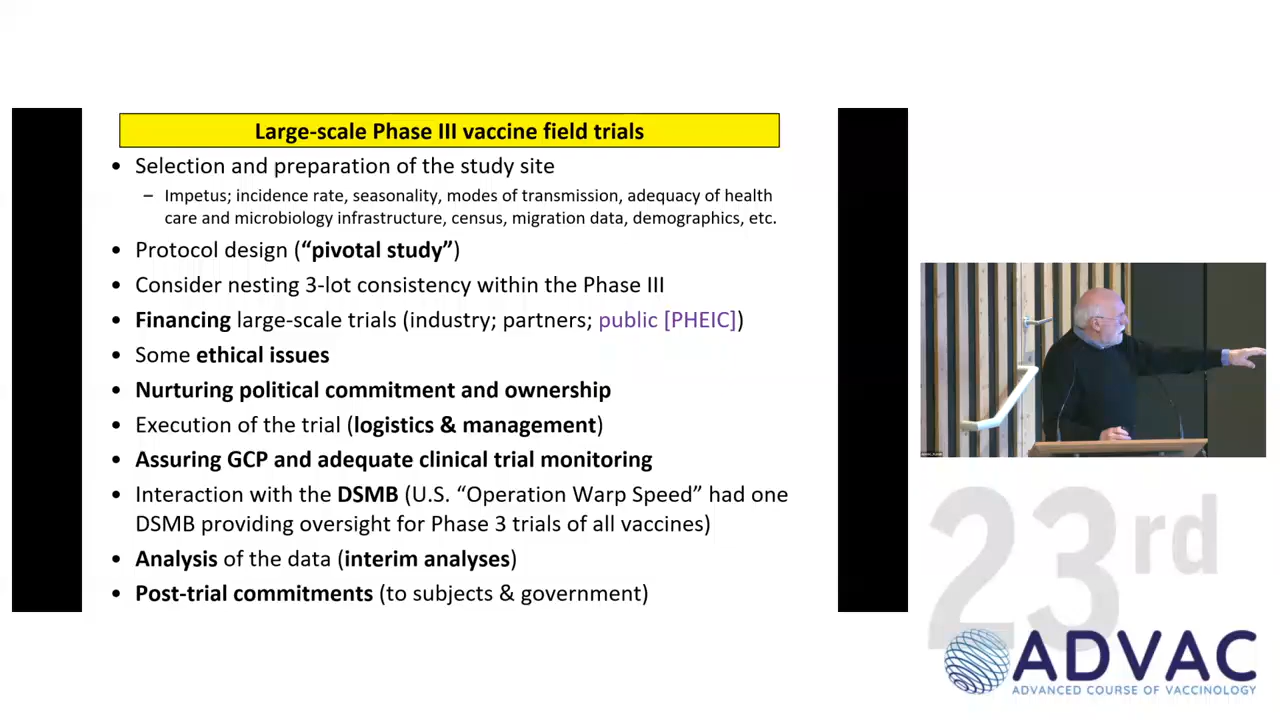 Large-scale Phase III vaccine field trials
• Selection and preparation of the study site
– Impetus; incidence rate, seasonality, modes of transmission, adequacy of health
care and microbiology infrastructure, census, migration data, demographics, etc.
• Protocol design (“pivotal study”)
• Consider nesting 3-lot consistency within the Phase III
• Financing large-scale trials (industry; partners; public [PHEIC])
• Some ethical issues
• Nurturing political commitment and ownership
• Execution of the trial (logistics & management)
• Assuring GCP and adequate clinical trial monitoring
• Interaction with the DSMB (U.S. “Operation Warp Speed” had one
DSMB providing oversight for Phase 3 trials of all vaccines)
• Analysis of the data (interim analyses)
• Post-trial commitments (to subjects & government)
23rd
ADVAC
ADVANCED COURSE OF VACCINOLOGY